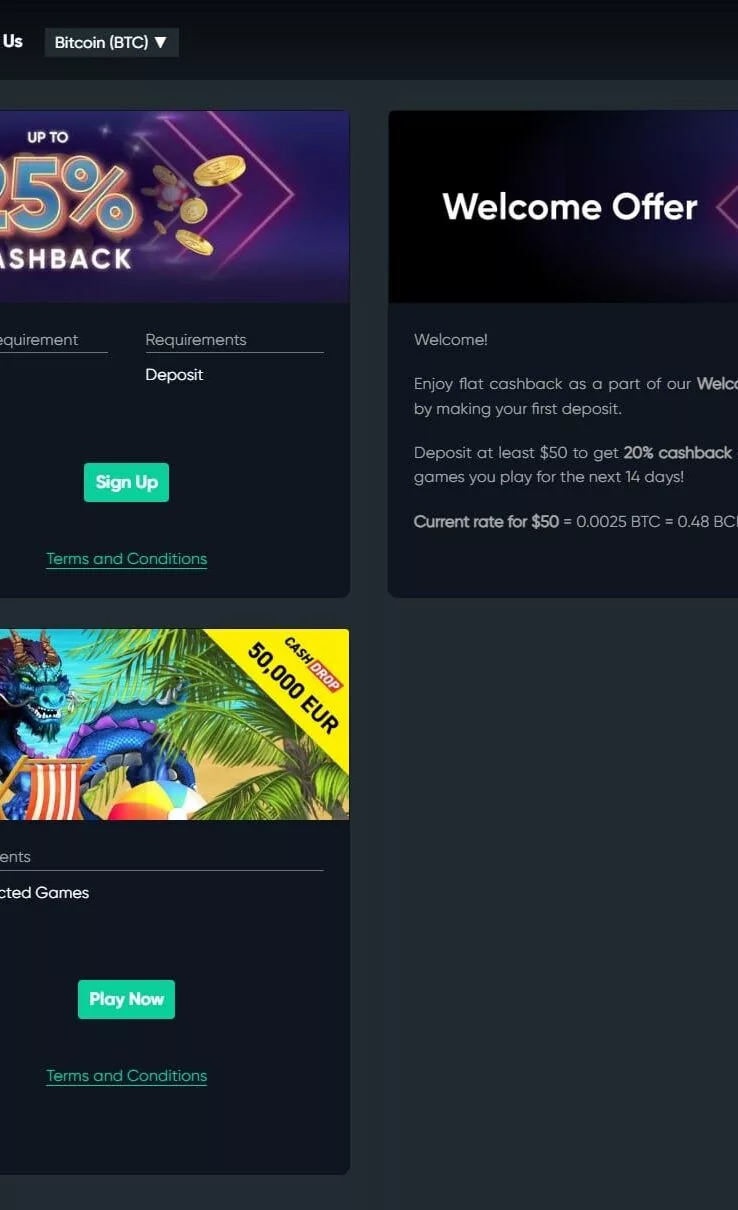 Us
Bitcoin (BTC) ▼
UP TO
25%
CASHBACK
Welcome Offer
equirement
Requirements
Deposit
Sign Up
Terms and Conditions
Welcome!
Enjoy flat cashback as a part of our Welco
by making your first deposit.
Deposit at least $50 to get 20% cashback
games you play for the next 14 days!
Current rate for $50 = 0.0025 BTC = 0.48 BC
CASH DROP
50,000 EUR
ents
cted Games
Play Now
Terms and Conditions